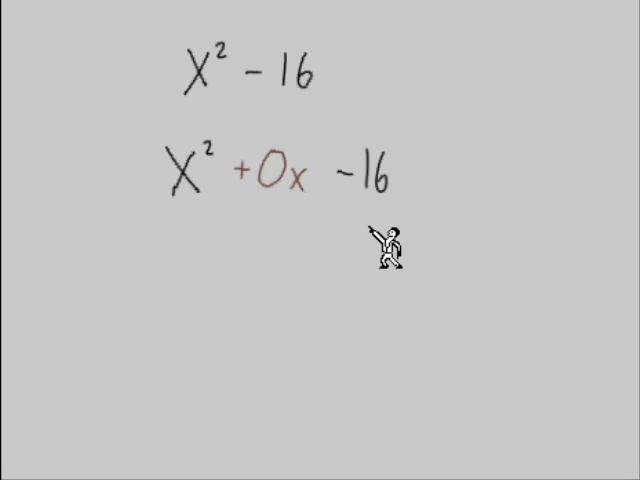 X² - 16
X² + 0x - 16